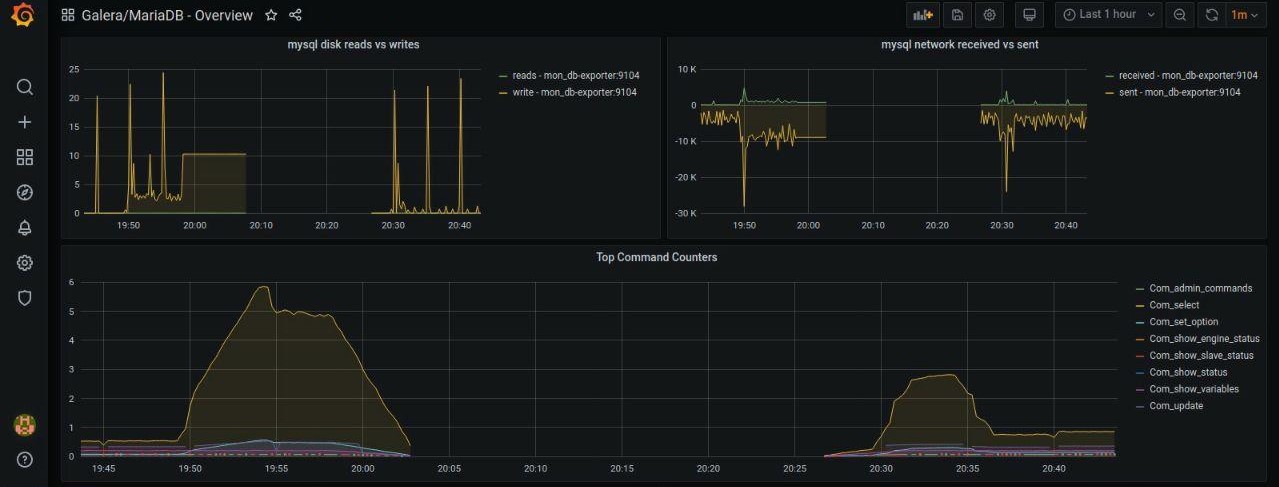 Galera/MariaDB - Overview
Last 1 hour
1m
mysql disk reads vs writes
25
20
15
10
5
0
19:50 20:00 20:10 20:20 20:30 20:40
reads - mon_db-exporter:9104
write - mon_db-exporter:9104
mysql network received vs sent
10 K
0
-10 K
-20 K
-30 K
19:50 20:00 20:10 20:20 20:30 20:40
received - mon_db-exporter:9104
sent - mon_db-exporter:9104
Top Command Counters
6
5
4
3
2
1
0
19:45 19:50 19:55 20:00 20:05 20:10 20:15 20:20 20:25 20:30 20:35 20:40
Com_admin_commands
Com_select
Com_set_option
Com_show_engine_status
Com_show_slave_status
Com_show_status
Com_show_variables
Com_update